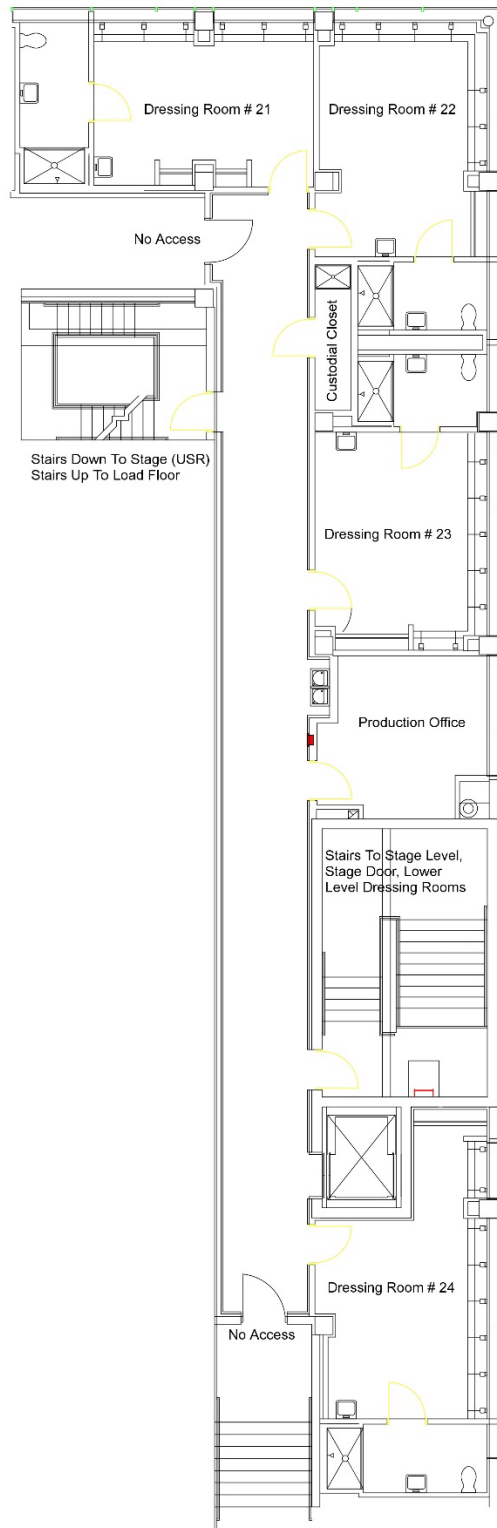 Dressing Room # 21
Dressing Room # 22
No Access
Custodial Closet
Stairs Down To Stage (USR)
Stairs Up To Load Floor
Dressing Room # 23
Production Office
Stairs To Stage Level,
Stage Door, Lower
Level Dressing Rooms
Dressing Room # 24
No Access